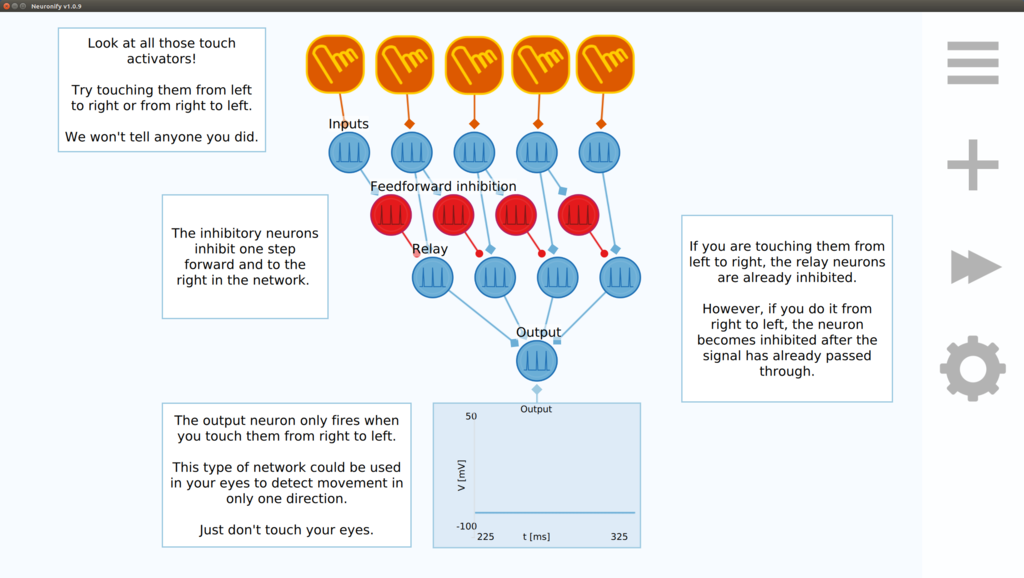 Neuronify v1.0.9
Look at all those touch
activators!
Try touching them from left
to right or from right to left.
We won't tell anyone you did.
Inputs
Feedforward inhibition
The inhibitory neurons
inhibit one step
forward and to the
right in the network.
Relay
If you are touching them from
left to right, the relay neurons
are already inhibited.
However, if you do it from
right to left, the neuron
becomes inhibited after the
signal has already passed
through.
Output
The output neuron only fires when
you touch them from right to left.
This type of network could be used
in your eyes to detect movement in
only one direction.
Just don't touch your eyes.
Output
50
V [mV]
-100
225
t [ms]
325